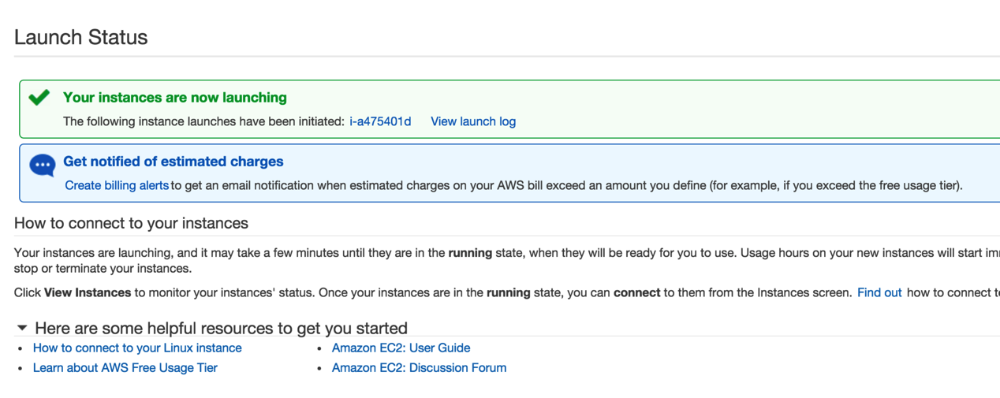 Launch Status
Your instances are now launching
The following instance launches have been initiated: i-a475401d View launch log
Get notified of estimated charges
Create billing alerts to get an email notification when estimated charges on your AWS bill exceed an amount you define (for example, if you exceed the free usage tier).
How to connect to your instances
Your instances are launching, and it may take a few minutes until they are in the running state, when they will be ready for you to use. Usage hours on your new instances will start
stop or terminate your instances.
Click View Instances to monitor your instances' status. Once your instances are in the running state, you can connect to them from the Instances screen. Find out how to connect
Here are some helpful resources to get you started
How to connect to your Linux instance
Learn about AWS Free Usage Tier
Amazon EC2: User Guide
Amazon EC2: Discussion Forum